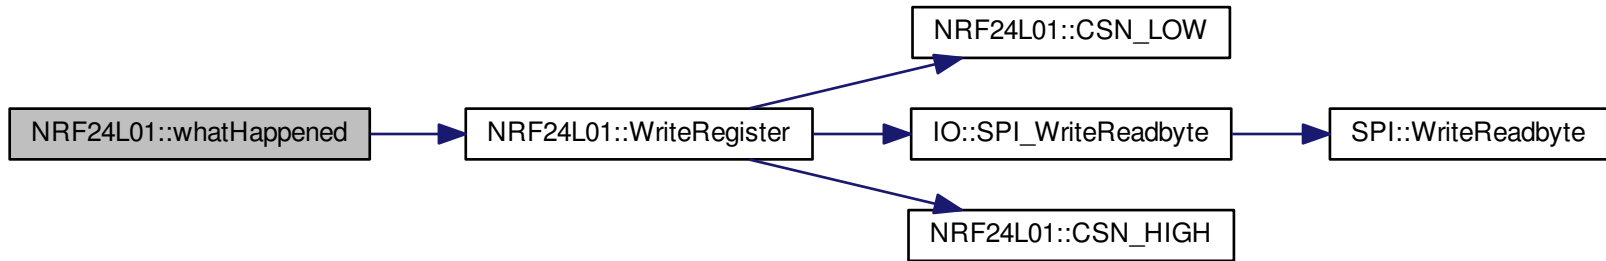 NRF24L01::CSN_LOW
NRF24L01::whatHappened
NRF24L01::WriteRegister
IO::SPI_WriteReadbyte
SPI::WriteReadbyte
NRF24L01::CSN_HIGH